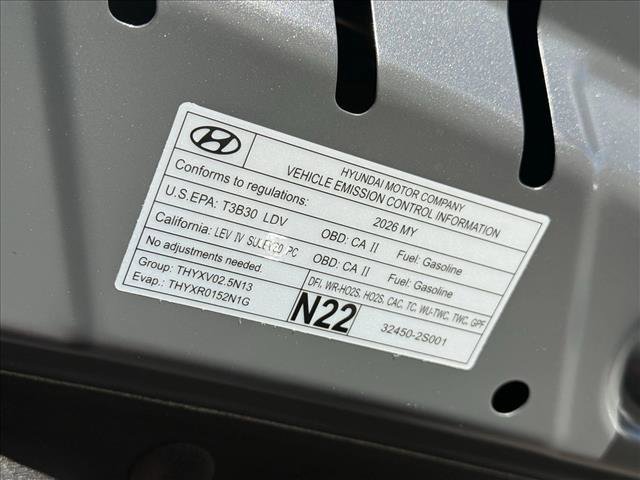 HYUNDAI MOTOR COMPANY
VEHICLE EMISSION CONTROL INFORMATION
Conforms to regulations: 2026 MY
U.S.EPA: T3B30 LDV OBD: CA II Fuel: Gasoline
California: LEV IV PC OBD: CA II Fuel: Gasoline
No adjustments needed.
DFI, WR-HO2S, HO2S, CAC, TC, WU-TWC, TWC, GPF
Group: THYXV02.5N13
Evap.: THYXR0152N1G
N22
32450-2S001